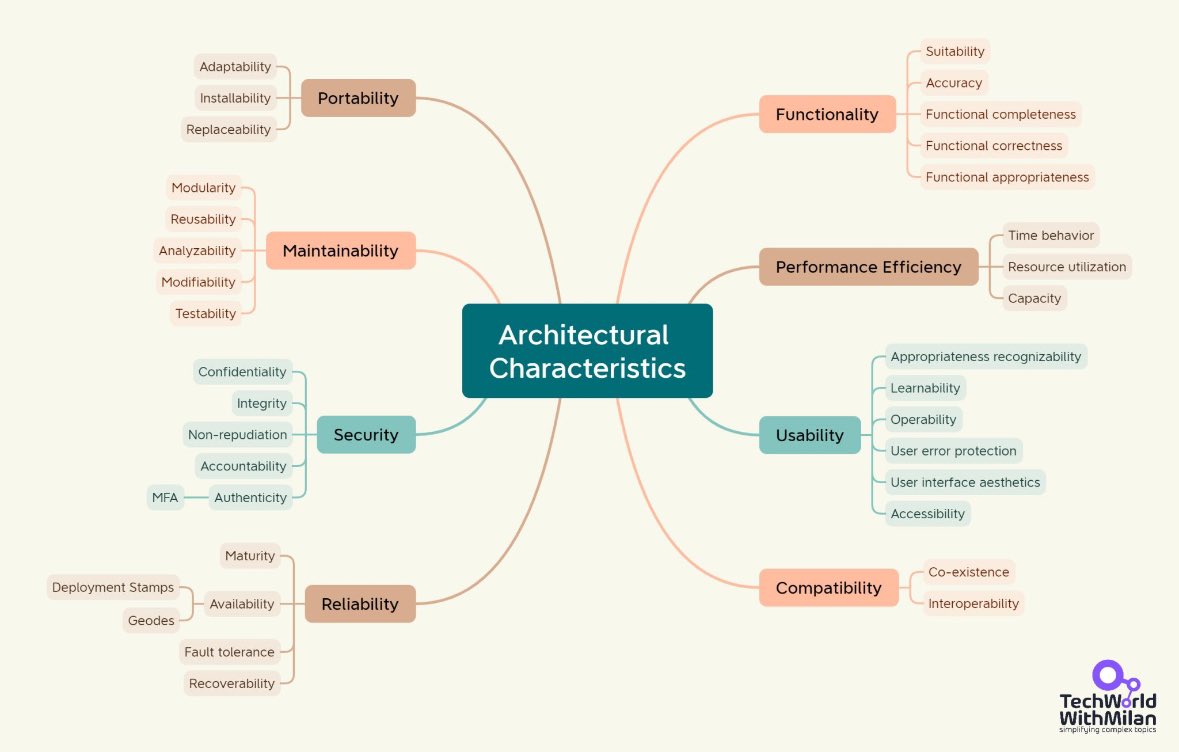 Architectural
Characteristics
Portability
Adaptability
Installability
Replaceability
Maintainability
Modularity
Reusability
Analyzability
Modifiability
Testability
Security
Confidentiality
Integrity
Non-repudiation
Accountability
Authenticity
MFA
Reliability
Maturity
Availability
Deployment Stamps
Geodes
Fault tolerance
Recoverability
Functionality
Suitability
Accuracy
Functional completeness
Functional correctness
Functional appropriateness
Performance Efficiency
Time behavior
Resource utilization
Capacity
Usability
Appropriateness recognizability
Learnability
Operability
User error protection
User interface aesthetics
Accessibility
Compatibility
Co-existence
Interoperability
TechWorld
WithMilan
simplifying complex topics